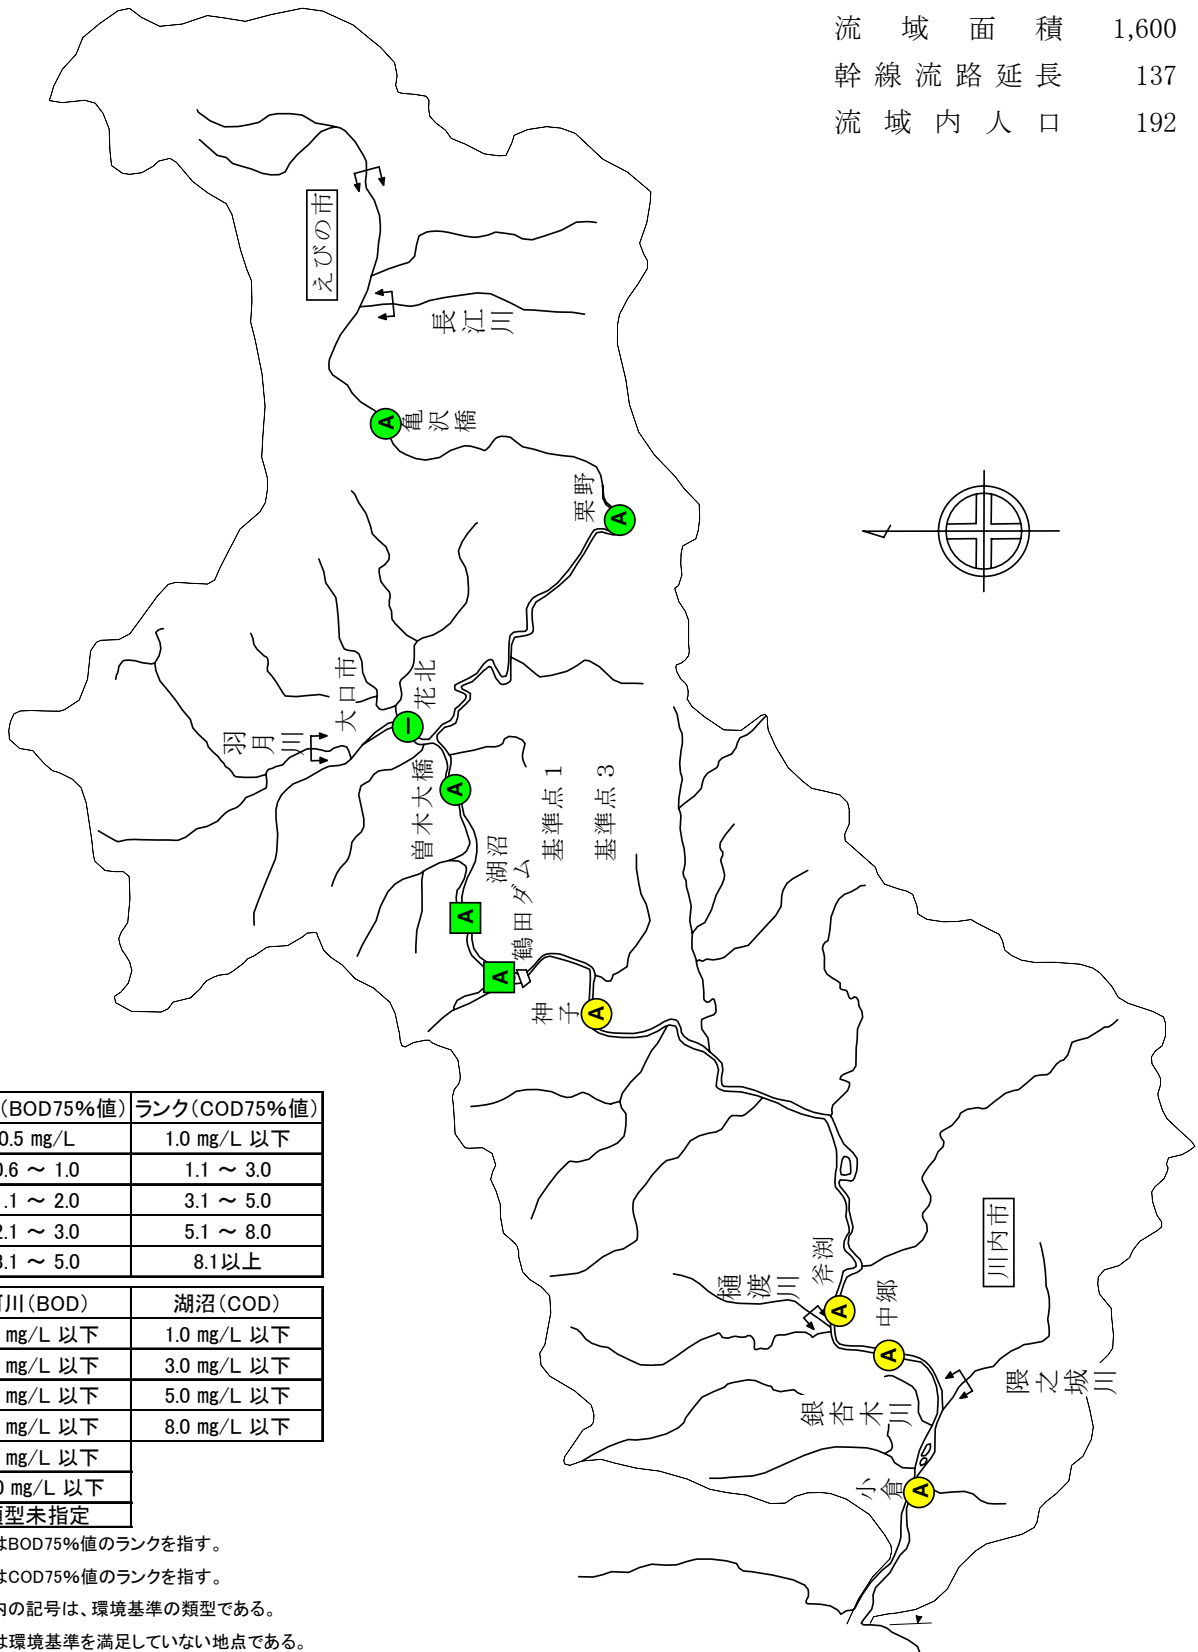 流域面積 1,600
幹線流路延長 137
流域内人口 192
えびの市
長江川
A
亀沢橋
栗野
A
大口市
羽月川
花北
ー
曽木大橋
A
湖沼
基準点1
基準点3
A
鶴田ダム
A
神子
A
(BOD75%値) ランク(COD75%値)
0.5 mg/L 1.0 mg/L 以下
0.6 ～ 1.0 1.1 ～ 3.0
.1 ～ 2.0 3.1 ～ 5.0
2.1 ～ 3.0 5.1 ～ 8.0
3.1 ～ 5.0 8.1以上
川(BOD) 湖沼(COD)
mg/L 以下 1.0 mg/L 以下
mg/L 以下 3.0 mg/L 以下
mg/L 以下 5.0 mg/L 以下
mg/L 以下 8.0 mg/L 以下
mg/L 以下
0 mg/L 以下
型未指定
はBOD75%値のランクを指す。
はCOD75%値のランクを指す。
内の記号は、環境基準の類型である。
は環境基準を満足していない地点である。
川内市
樋渡川
斧渕
A
中郷
A
隈之城川
銀杏木川
小倉
A